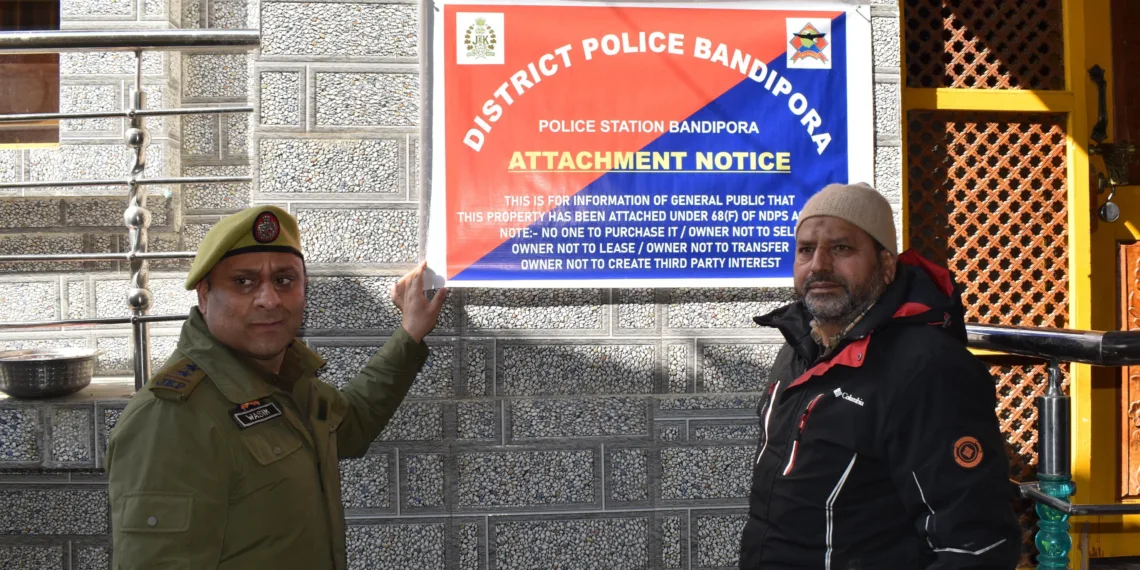 J&K
DISTRICT POLICE BANDIPORA
POLICE STATION BANDIPORA
ATTACHMENT NOTICE
THIS IS FOR INFORMATION OF GENERAL PUBLIC THAT
THIS PROPERTY HAS BEEN ATTACHED UNDER 68(F) OF NDPS A
NOTE:- NO ONE TO PURCHASE IT / OWNER NOT TO SELL
OWNER NOT TO LEASE / OWNER NOT TO TRANSFER
OWNER NOT TO CREATE THIRD PARTY INTEREST
JKP
Columbia